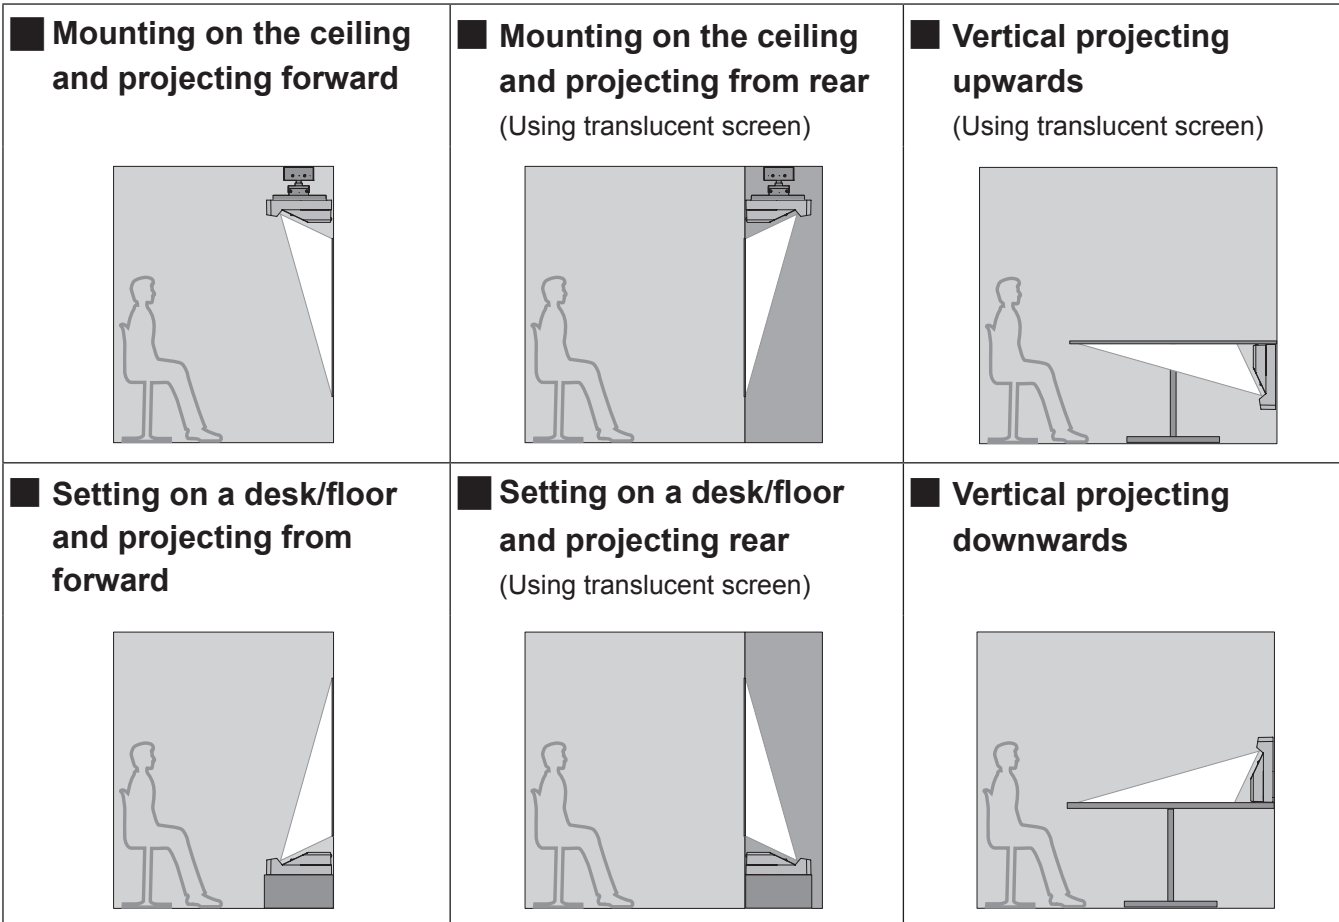 ■ Mounting on the ceiling
and projecting forward
■ Mounting on the ceiling
and projecting from rear
(Using translucent screen)
■ Vertical projecting
upwards
(Using translucent screen)
■ Setting on a desk/floor
and projecting from
forward
■ Setting on a desk/floor
and projecting rear
(Using translucent screen)
■ Vertical projecting
downwards